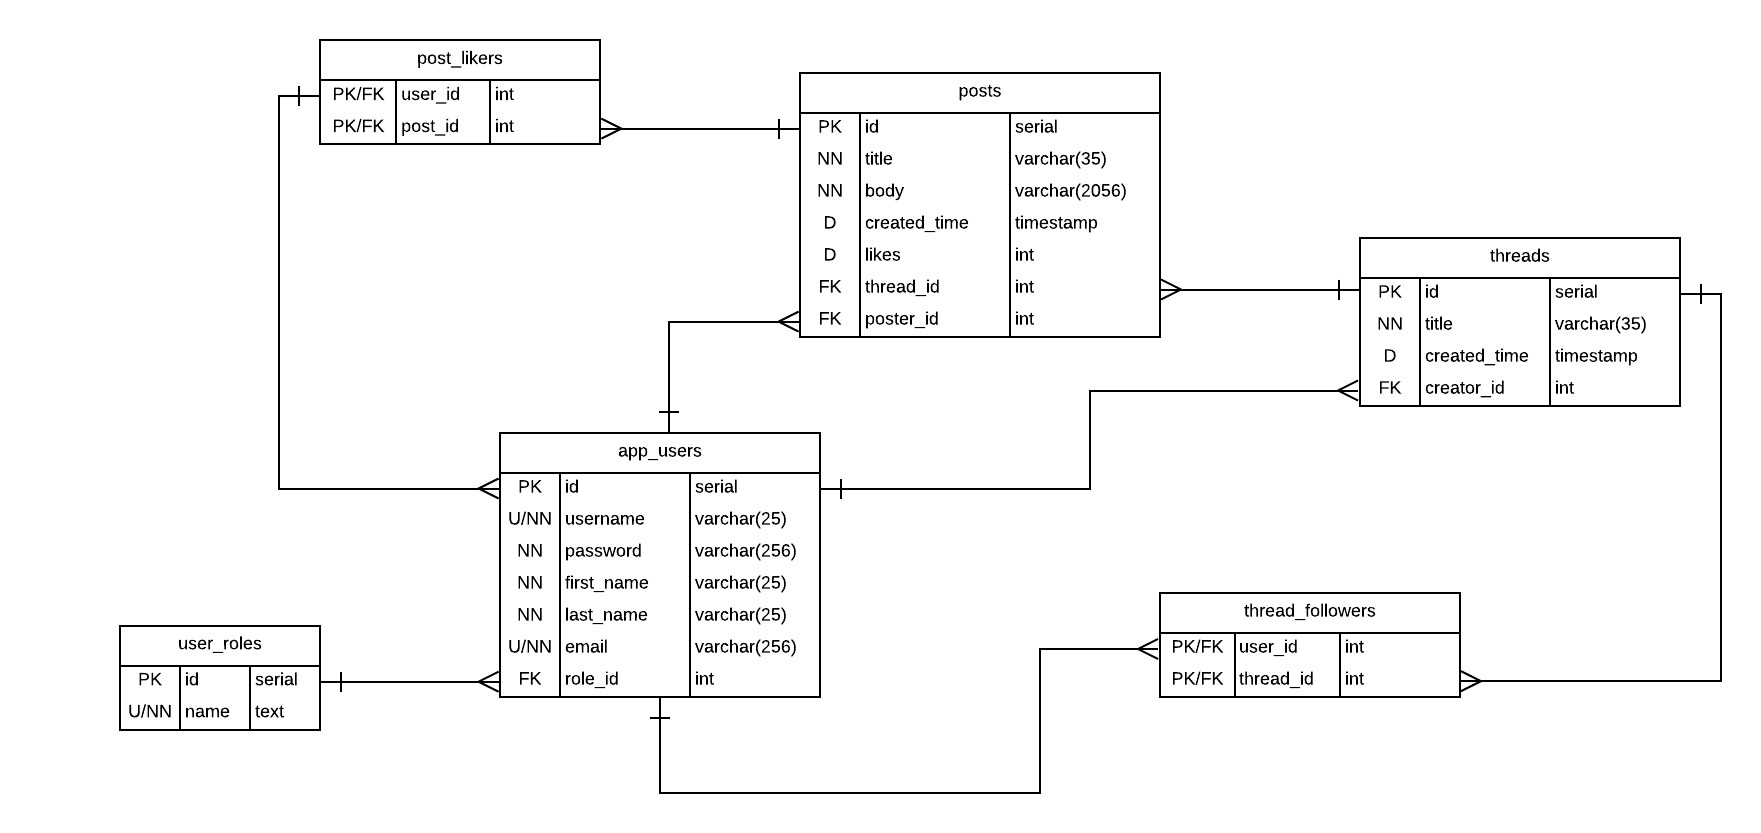 post_likers
PK/FK user_id int
PK/FK post_id int
posts
PK id serial
NN title varchar(35)
NN body varchar(2056)
D created_time timestamp
D likes int
FK thread_id int
FK poster_id int
threads
PK id serial
NN title varchar(35)
D created_time timestamp
FK creator_id int
app_users
PK id serial
U/NN username varchar(25)
NN password varchar(256)
NN first_name varchar(25)
NN last_name varchar(25)
U/NN email varchar(256)
FK role_id int
user_roles
PK id serial
U/NN name text
thread_followers
PK/FK user_id int
PK/FK thread_id int